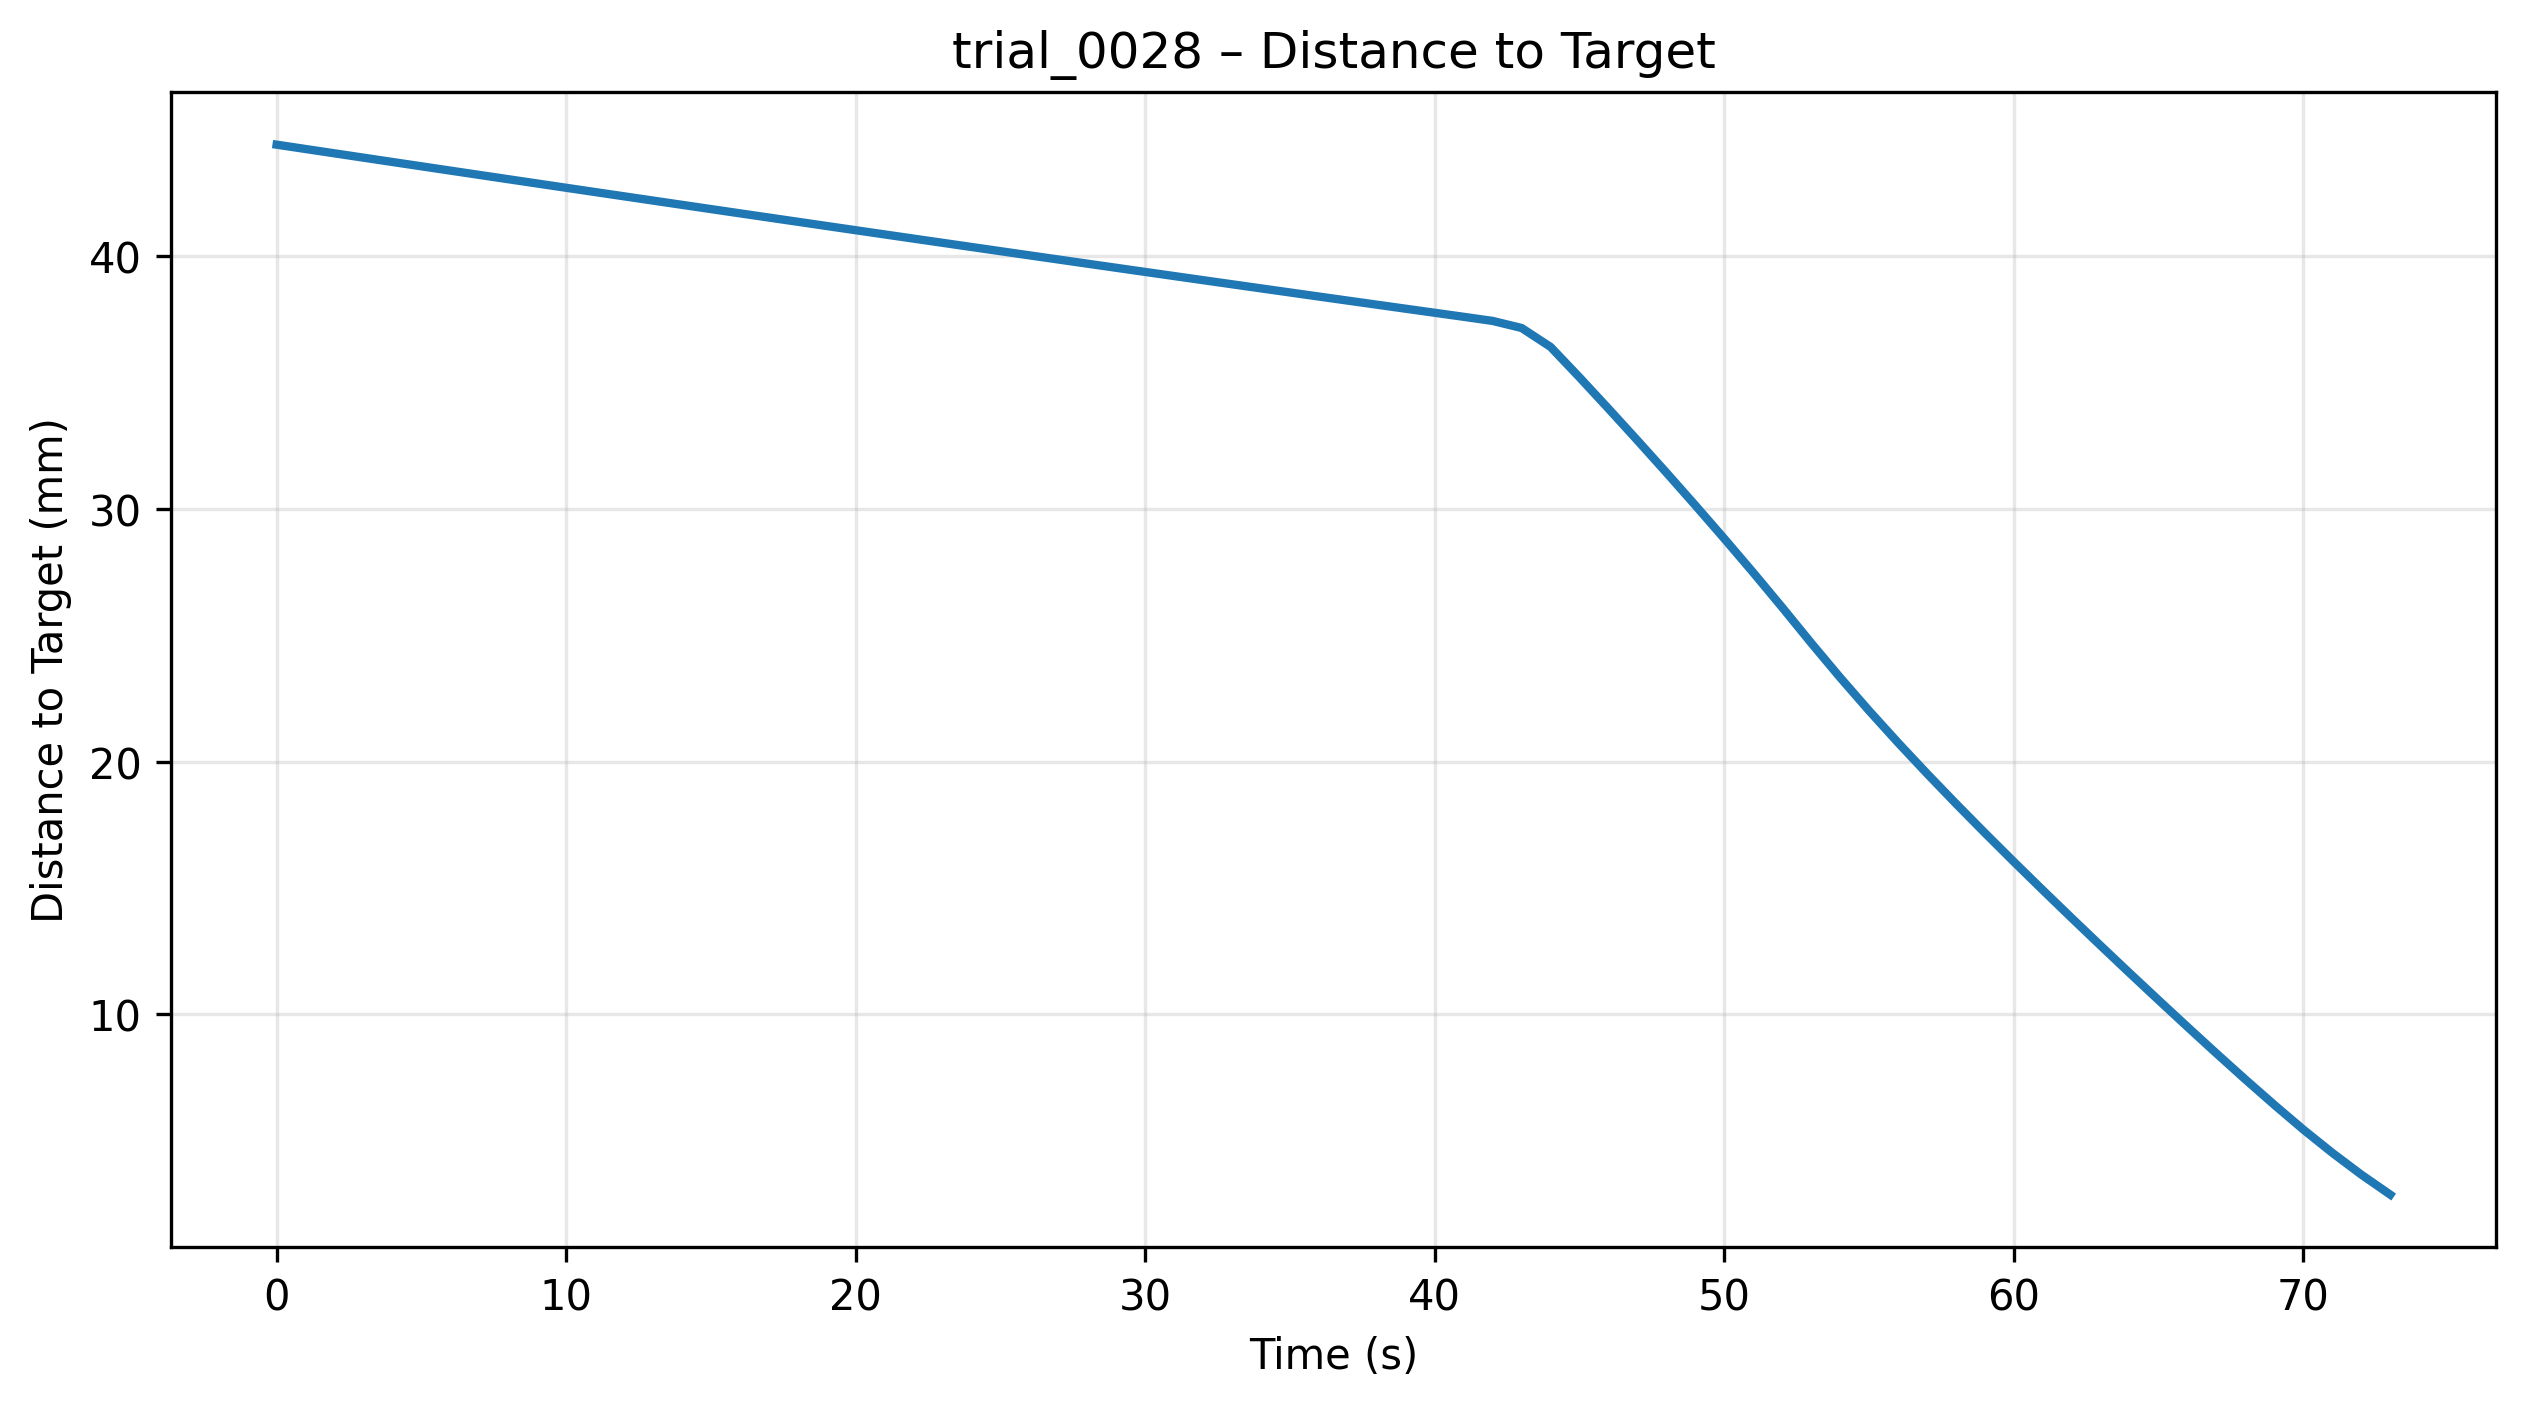 trial_0028 – Distance to Target
Distance to Target (mm)
40
30
20
10
0 10 20 30 40 50 60 70
Time (s)